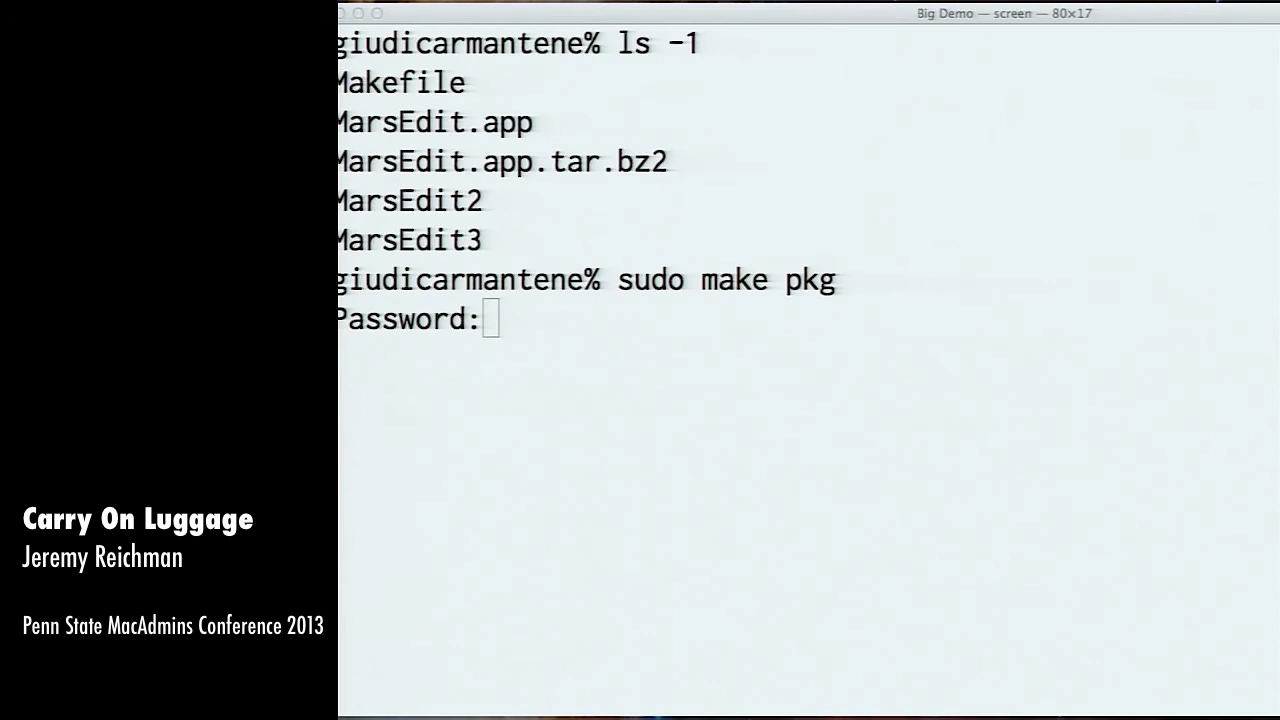 Big Demo — screen — 80×17
giudicarmantene% ls -1
Makefile
MarsEdit.app
MarsEdit.app.tar.bz2
MarsEdit2
MarsEdit3
giudicarmantene% sudo make pkg
Password:
Carry On Luggage
Jeremy Reichman
Penn State MacAdmins Conference 2013